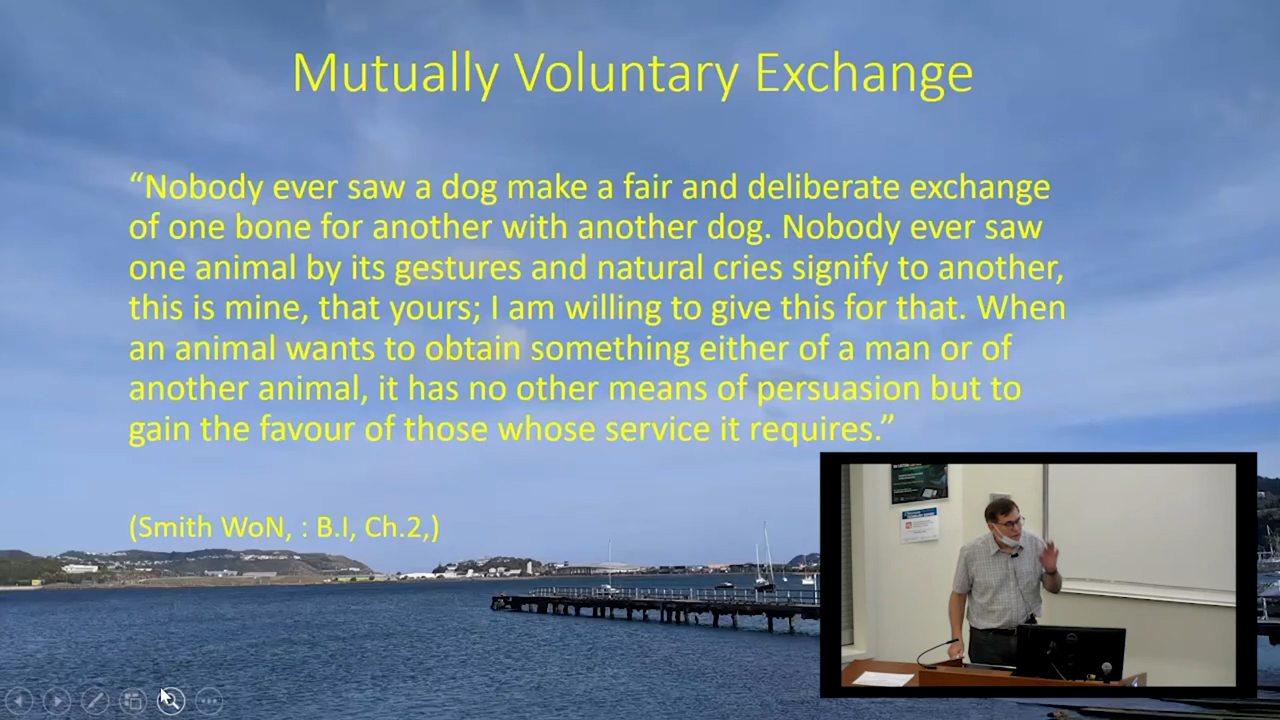 Mutually Voluntary Exchange
“Nobody ever saw a dog make a fair and deliberate exchange
of one bone for another with another dog. Nobody ever saw
one animal by its gestures and natural cries signify to another,
this is mine, that yours; I am willing to give this for that. When
an animal wants to obtain something either of a man or of
another animal, it has no other means of persuasion but to
gain the favour of those whose service it requires.”
(Smith WoN, : B.I, Ch.2,)